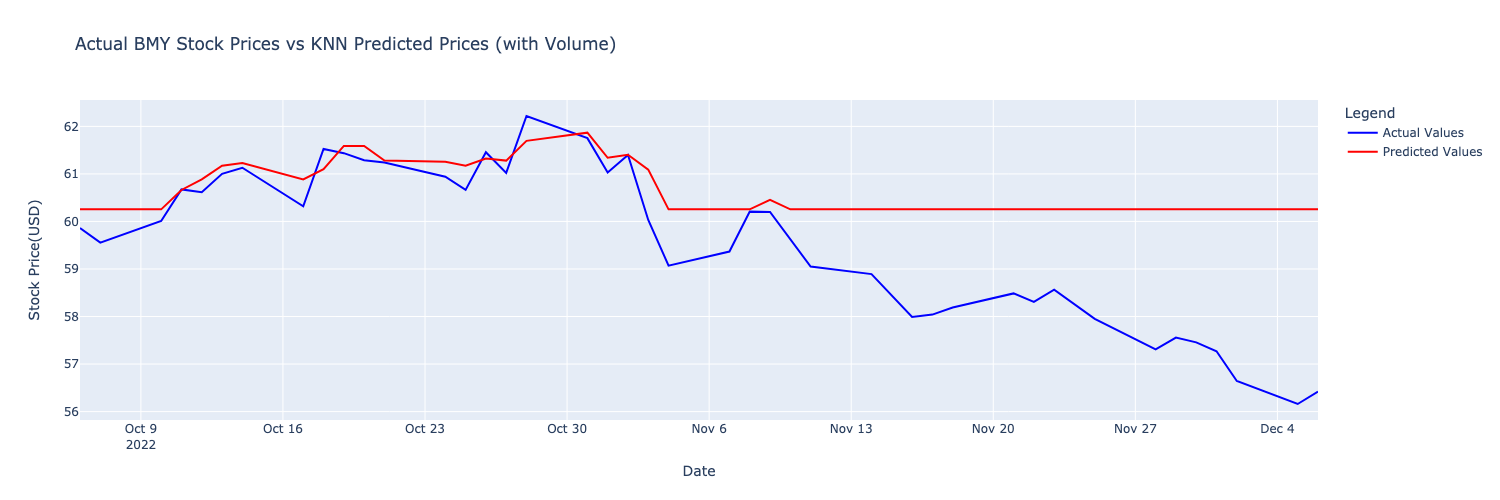 Actual BMY Stock Prices vs KNN Predicted Prices (with Volume)
Legend
Actual Values
Predicted Values
Stock Price(USD)
62
61
60
59
58
57
56
Oct 9
2022
Oct 16
Oct 23
Oct 30
Nov 6
Nov 13
Nov 20
Nov 27
Dec 4
Date